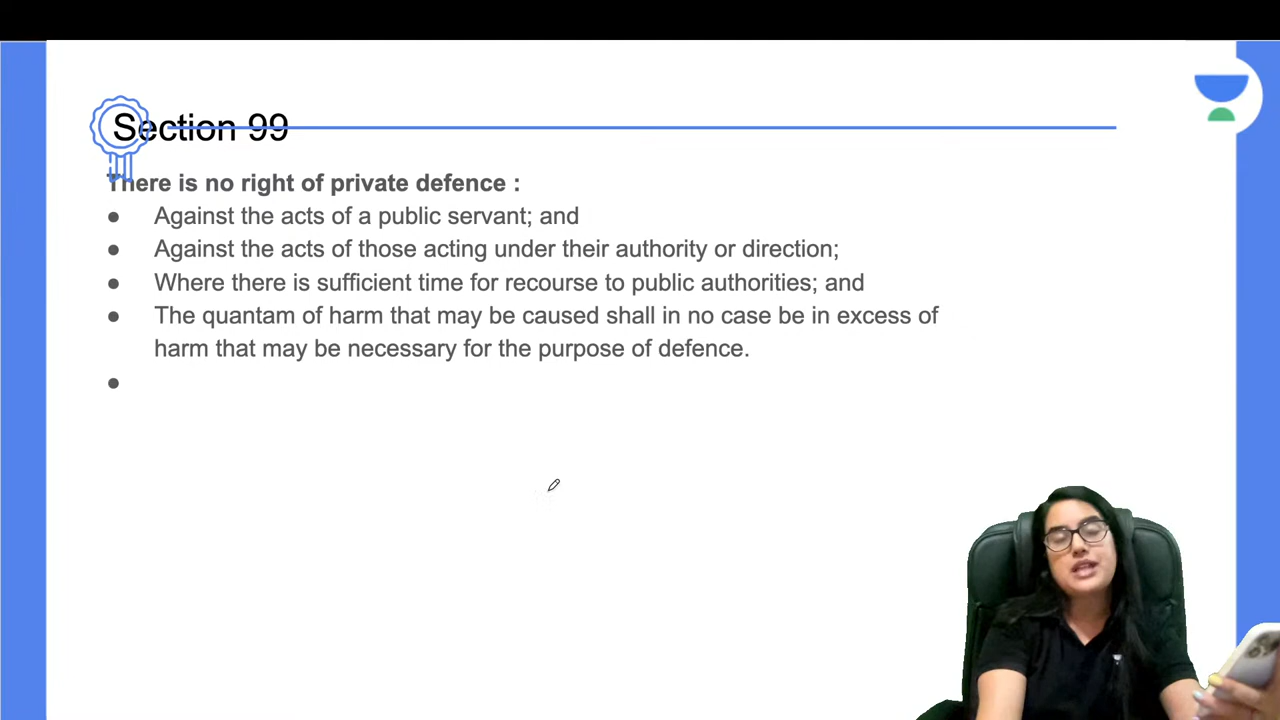 Section 99
There is no right of private defence :
● Against the acts of a public servant; and
● Against the acts of those acting under their authority or direction;
● Where there is sufficient time for recourse to public authorities; and
● The quantam of harm that may be caused shall in no case be in excess of
harm that may be necessary for the purpose of defence.
●